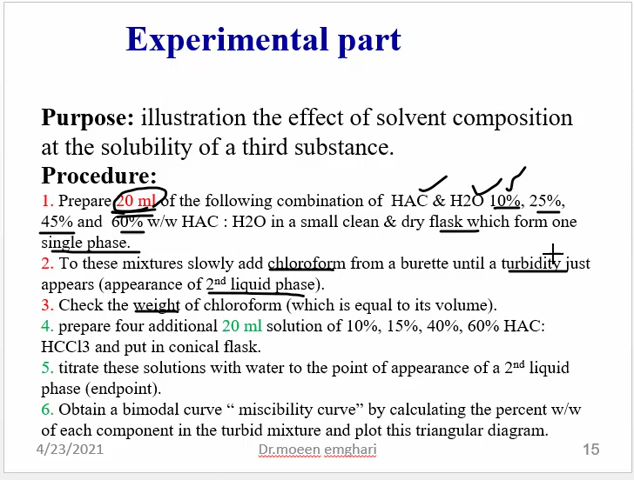 Experimental part
Purpose: illustration the effect of solvent composition
at the solubility of a third substance.
Procedure:
1. Prepare 20 ml of the following combination of HAC & H2O 10%, 25%,
45% and 60% w/w HAC : H2O in a small clean & dry flask which form one
single phase.
2. To these mixtures slowly add chloroform from a burette until a turbidity just
appears (appearance of 2nd liquid phase).
3. Check the weight of chloroform (which is equal to its volume).
4. prepare four additional 20 ml solution of 10%, 15%, 40%, 60% HAC:
HCCl3 and put in conical flask.
5. titrate these solutions with water to the point of appearance of a 2nd liquid
phase (endpoint).
6. Obtain a bimodal curve “ miscibility curve” by calculating the percent w/w
of each component in the turbid mixture and plot this triangular diagram.
4/23/2021 Dr.moeen emghari 15